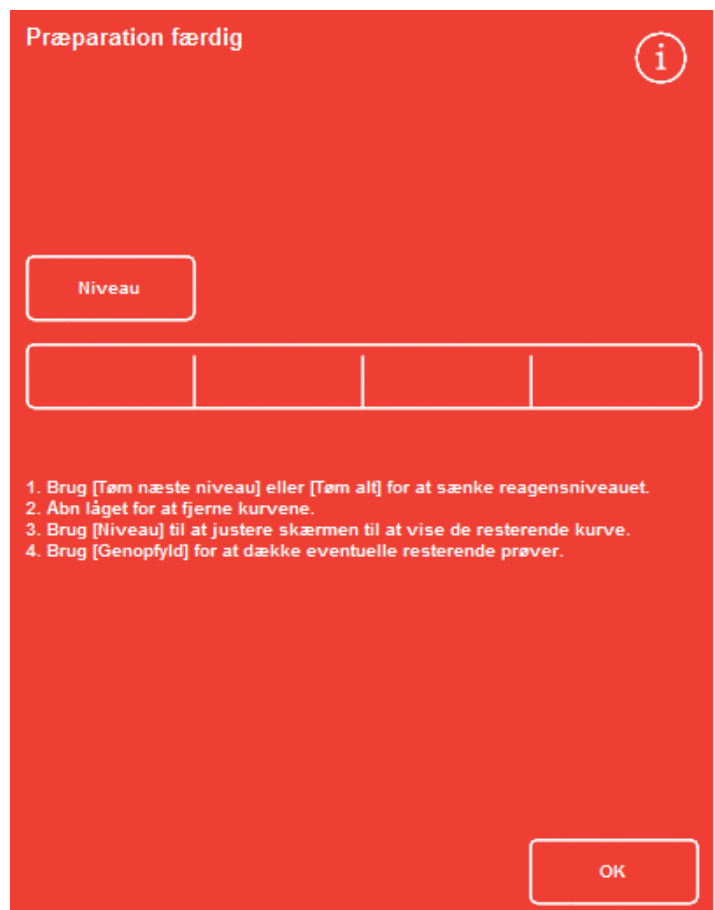 Præparation færdig
i
Niveau
1. Brug [Tøm næste niveau] eller [Tøm alt] for at sænke reagensniveauet.
2. Åbn låget for at fjerne kurvene.
3. Brug [Niveau] til at justere skærmen til at vise de resterende kurve.
4. Brug [Genopfyld] for at dække eventuelle resterende prøver.
OK